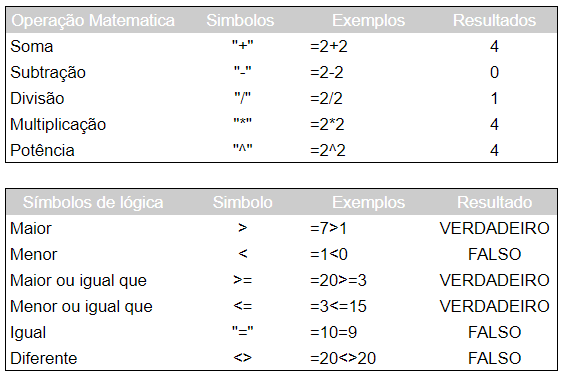 Operação Matematica Simbolos Exemplos Resultados
Soma "+" =2+2 4
Subtração "-" =2-2 0
Divisão "/" =2/2 1
Multiplicação "*" =2*2 4
Potência "^" =2^2 4
Símbolos de lógica Simbolo Exemplos Resultado
Maior > =7>1 VERDADEIRO
Menor < =1<0 FALSO
Maior ou igual que >= =20>=3 VERDADEIRO
Menor ou igual que <= =3<=15 VERDADEIRO
Igual "=" =10=9 FALSO
Diferente <> =20<>20 FALSO